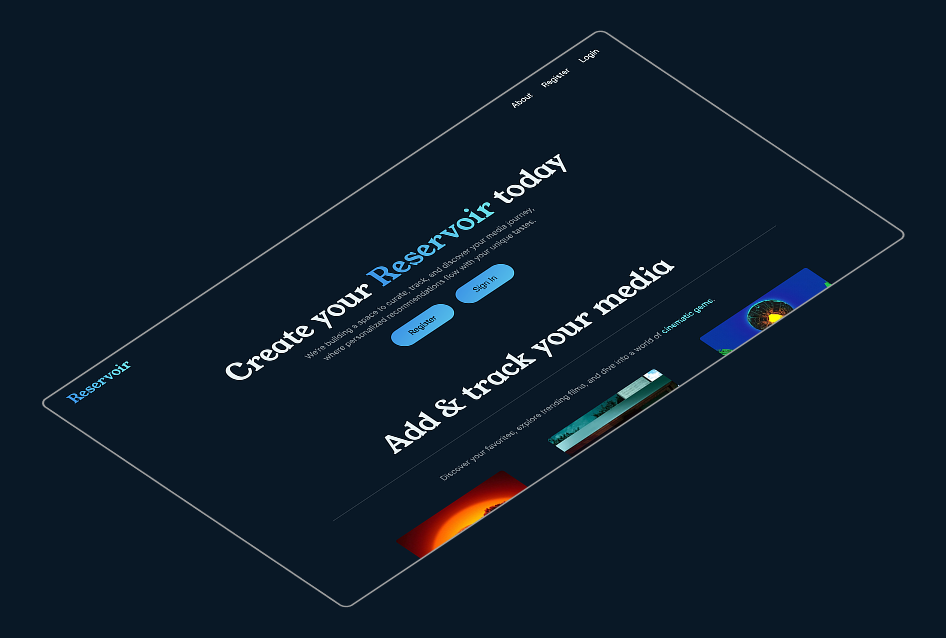 Reservoir
About
Register
Login
Create your Reservoir today
We're building a space to curate, track, and discover your media journey,
where personalized recommendations flow with your unique tastes.
Register
Sign In
Add & track your media
Discover your favorites, explore trending films, and dive into a world of cinematic gems.